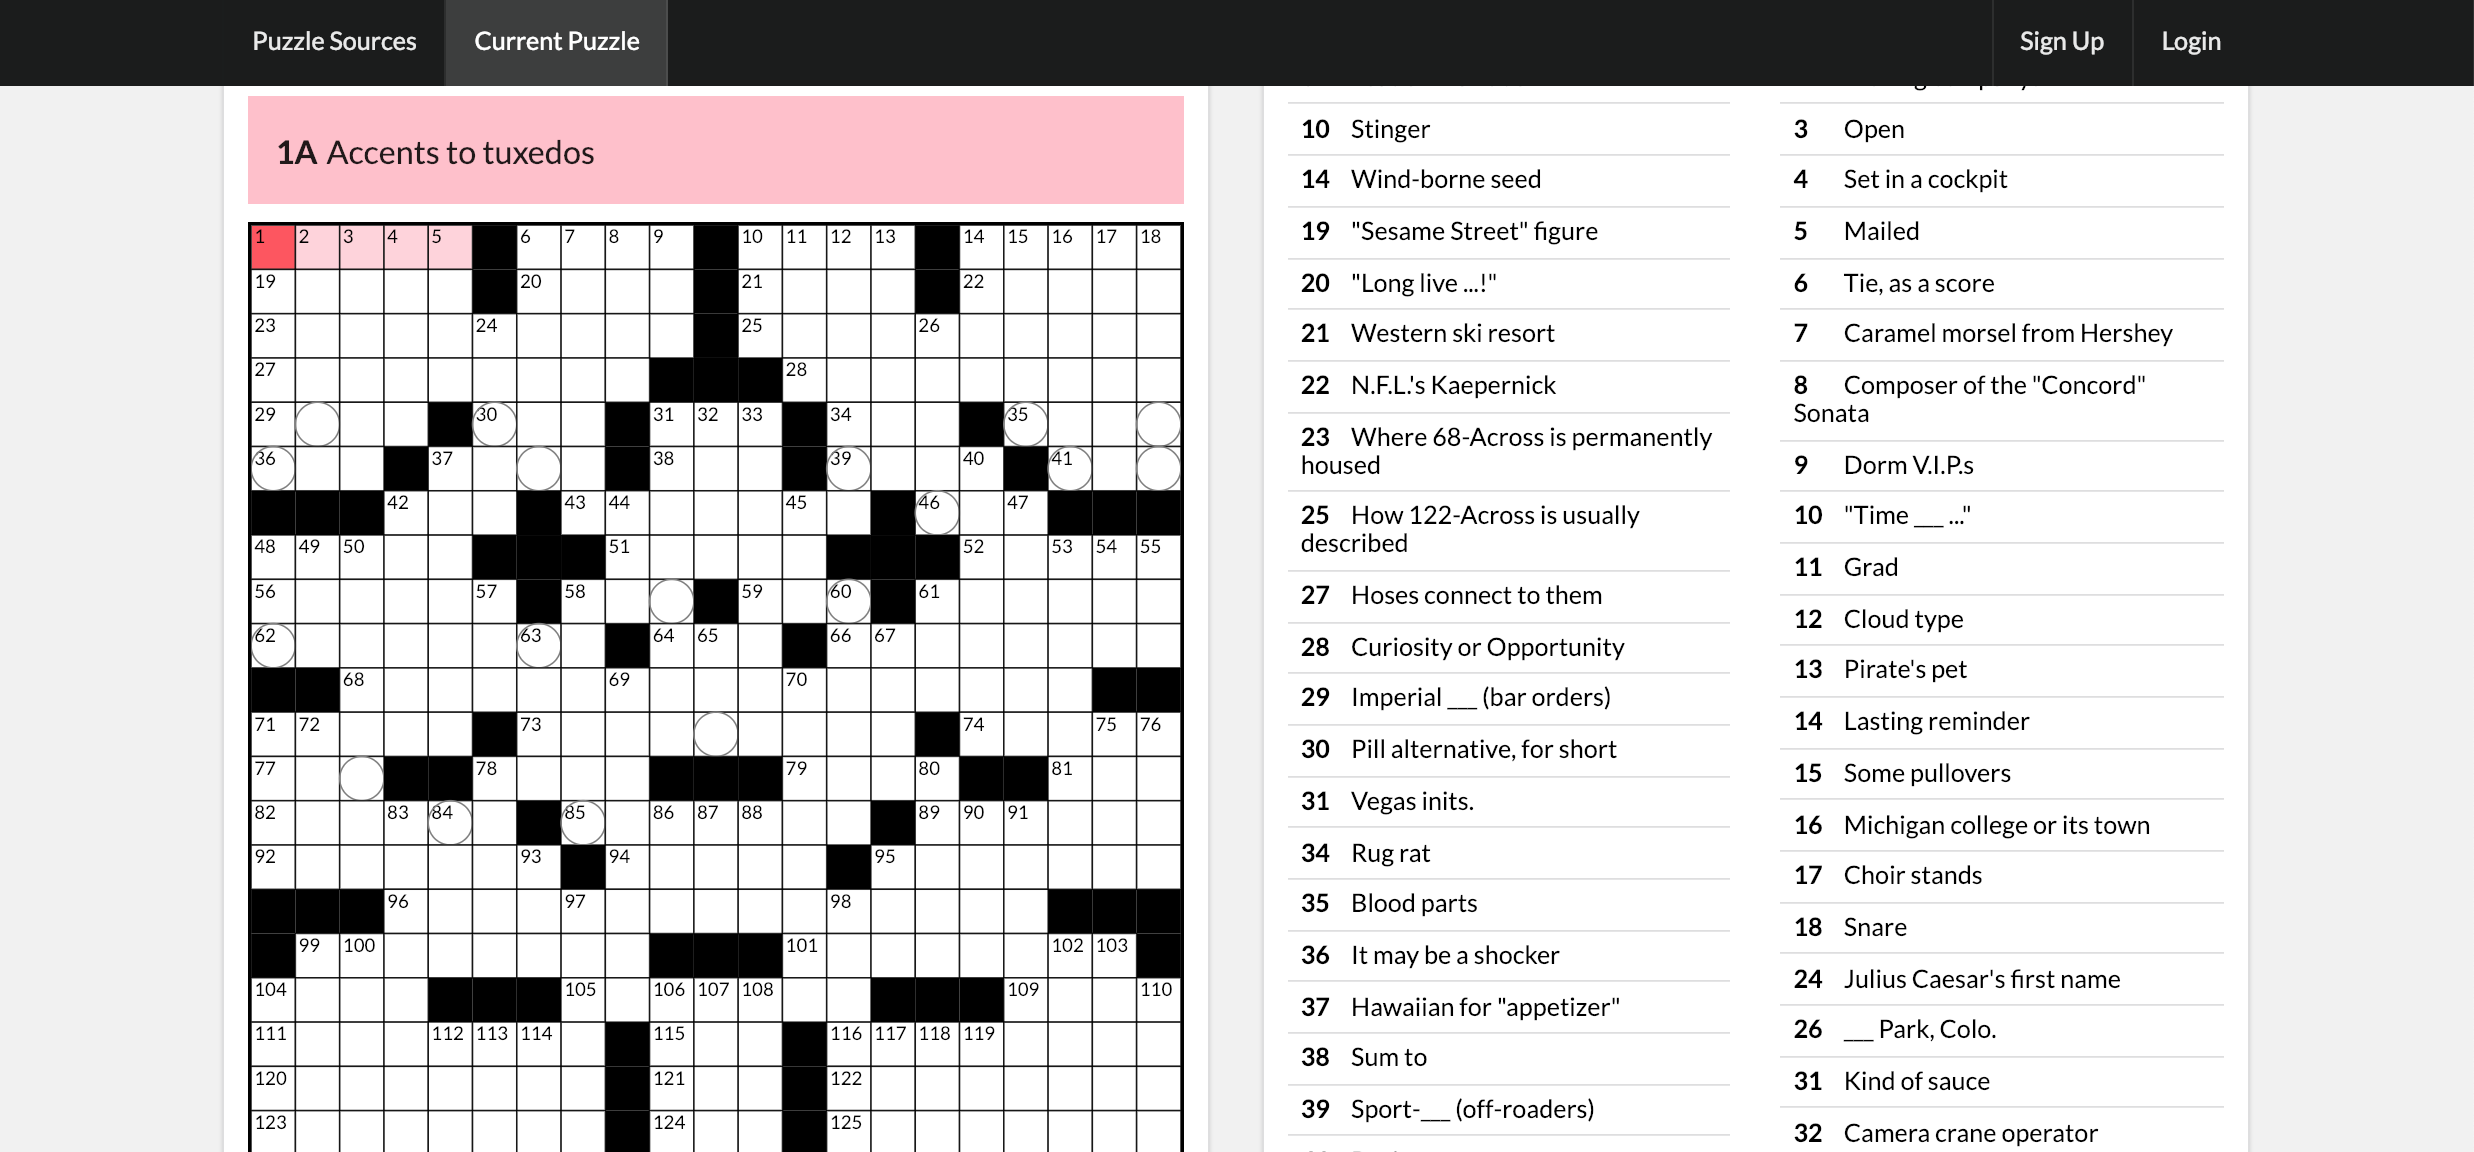 Puzzle Sources
Current Puzzle
Sign Up
Login
1A Accents to tuxedos
1 2 3 4 5 6 7 8 9 10 11 12 13 14 15 16 17 18
19 20 21 22
23 24 25 26
27 28
29 30 31 32 33 34 35
36 37 38 39 40 41
42 43 44 45 46 47
48 49 50 51 52 53 54 55
56 57 58 59 60 61
62 63 64 65 66 67
68 69 70
71 72 73 74 75 76
77 78 79 80 81
82 83 84 85 86 87 88 89 90 91
92 93 94 95
96 97 98
99 100 101 102 103
104 105 106 107 108 109 110
111 112 113 114 115 116 117 118 119
120 121 122
123 124 125
10 Stinger
14 Wind-borne seed
19 "Sesame Street" figure
20 "Long live ...!"
21 Western ski resort
22 N.F.L.'s Kaepernick
23 Where 68-Across is permanently
housed
25 How 122-Across is usually
described
27 Hoses connect to them
28 Curiosity or Opportunity
29 Imperial ___ (bar orders)
30 Pill alternative, for short
31 Vegas inits.
34 Rug rat
35 Blood parts
36 It may be a shocker
37 Hawaiian for "appetizer"
38 Sum to
39 Sport-___ (off-roaders)
3 Open
4 Set in a cockpit
5 Mailed
6 Tie, as a score
7 Caramel morsel from Hershey
8 Composer of the "Concord"
Sonata
9 Dorm V.I.P.s
10 "Time ___ ..."
11 Grad
12 Cloud type
13 Pirate's pet
14 Lasting reminder
15 Some pullovers
16 Michigan college or its town
17 Choir stands
18 Snare
24 Julius Caesar's first name
26 ___ Park, Colo.
31 Kind of sauce
32 Camera crane operator